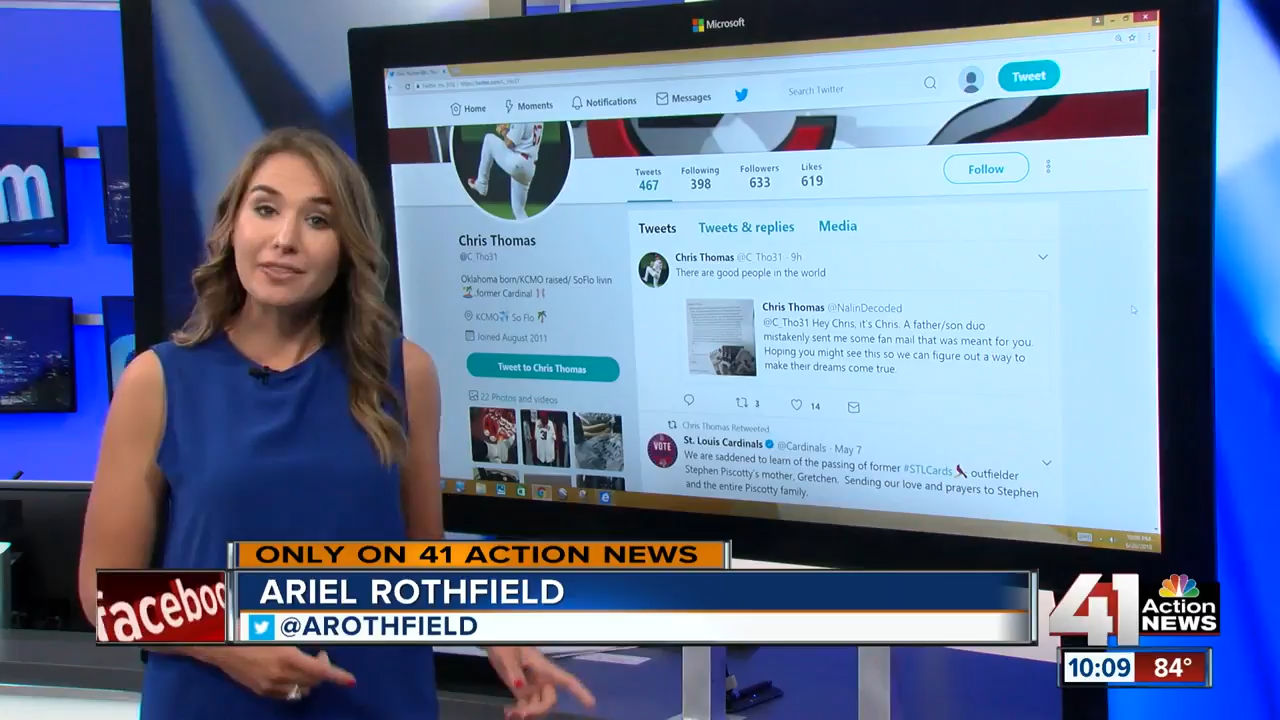 Microsoft
Home
Moments
Notifications
Messages
Search Twitter
Tweet
Tweets
467
Following
398
Followers
633
Likes
619
Follow
Chris Thomas
@C_Tho31
Oklahoma born/KCMO raised/ SoFlo livin
former Cardinal
KCMO So Flo
Joined August 2011
Tweet to Chris Thomas
22 Photos and videos
Tweets Tweets & replies Media
Chris Thomas @C_Tho31 · 9h
There are good people in the world
Chris Thomas @NalinDecoded
@C_Tho31 Hey Chris, it's Chris. A father/son duo
mistakenly sent me some fan mail that was meant for you.
Hoping you might see this so we can figure out a way to
make their dreams come true.
3
14
Chris Thomas Retweeted
VOTE
St. Louis Cardinals @Cardinals · May 7
We are saddened to learn of the passing of former #STLCards outfielder
Stephen Piscotty's mother, Gretchen. Sending our love and prayers to Stephen
and the entire Piscotty family.
m
ONLY ON 41 ACTION NEWS
facebo
ARIEL ROTHFIELD
@AROTHFIELD
41 Action
NEWS
10:09 84°